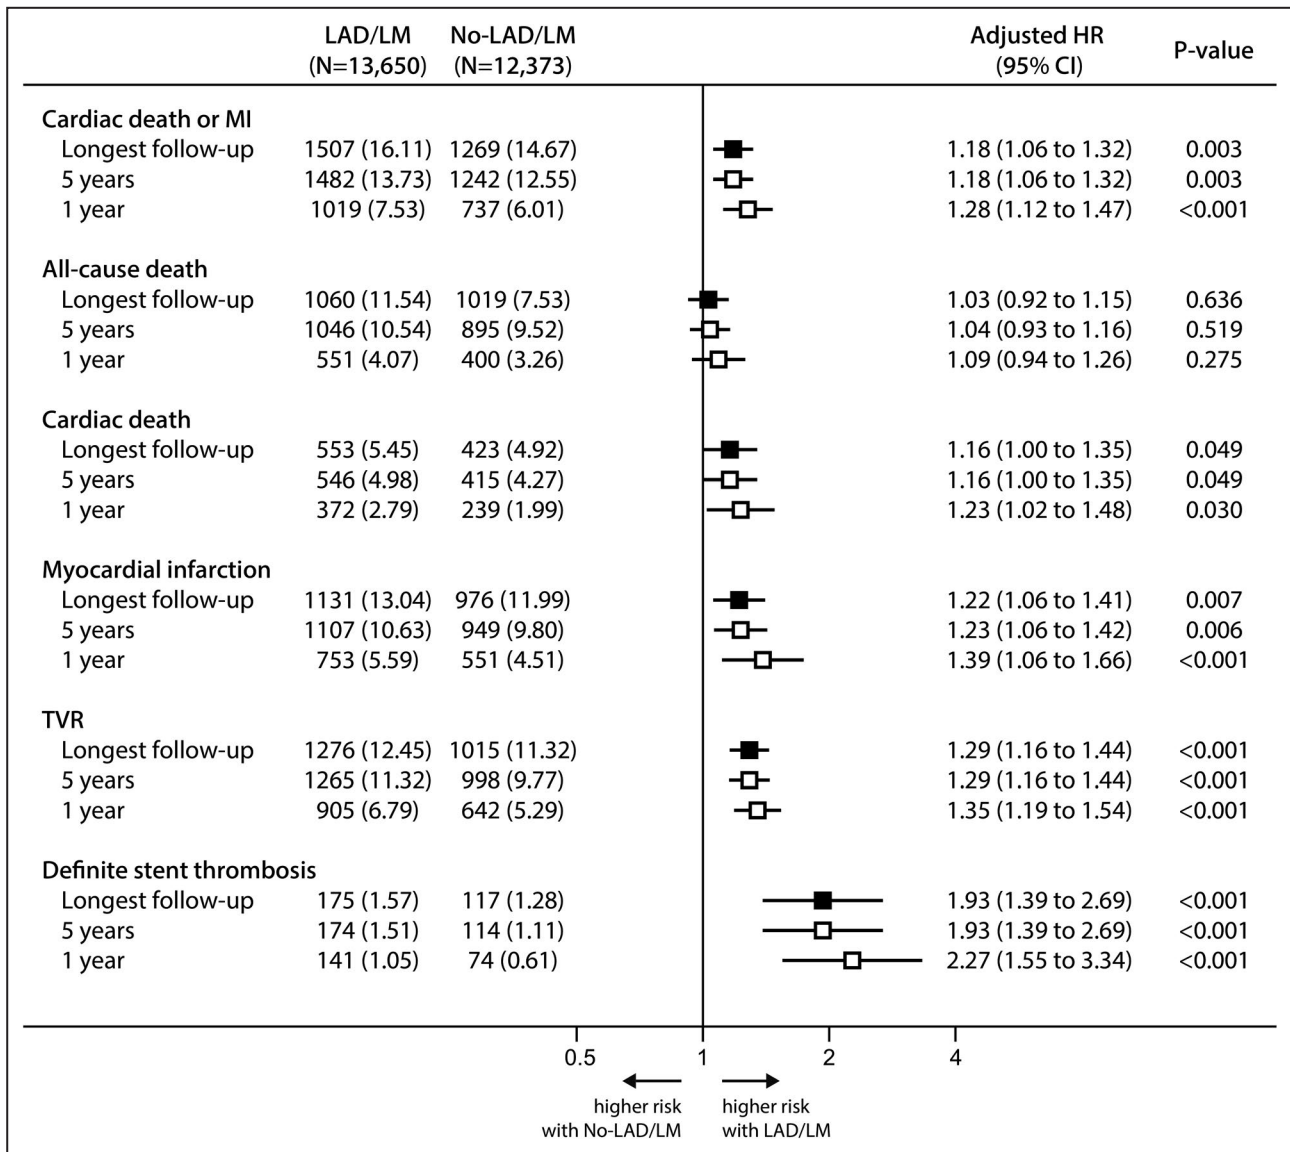 LAD/LM No-LAD/LM Adjusted HR P-value
(N=13,650) (N=12,373) (95% CI)
Cardiac death or MI
Longest follow-up 1507 (16.11) 1269 (14.67) 1.18 (1.06 to 1.32) 0.003
5 years 1482 (13.73) 1242 (12.55) 1.18 (1.06 to 1.32) 0.003
1 year 1019 (7.53) 737 (6.01) 1.28 (1.12 to 1.47) <0.001
All-cause death
Longest follow-up 1060 (11.54) 1019 (7.53) 1.03 (0.92 to 1.15) 0.636
5 years 1046 (10.54) 895 (9.52) 1.04 (0.93 to 1.16) 0.519
1 year 551 (4.07) 400 (3.26) 1.09 (0.94 to 1.26) 0.275
Cardiac death
Longest follow-up 553 (5.45) 423 (4.92) 1.16 (1.00 to 1.35) 0.049
5 years 546 (4.98) 415 (4.27) 1.16 (1.00 to 1.35) 0.049
1 year 372 (2.79) 239 (1.99) 1.23 (1.02 to 1.48) 0.030
Myocardial infarction
Longest follow-up 1131 (13.04) 976 (11.99) 1.22 (1.06 to 1.41) 0.007
5 years 1107 (10.63) 949 (9.80) 1.23 (1.06 to 1.42) 0.006
1 year 753 (5.59) 551 (4.51) 1.39 (1.06 to 1.66) <0.001
TVR
Longest follow-up 1276 (12.45) 1015 (11.32) 1.29 (1.16 to 1.44) <0.001
5 years 1265 (11.32) 998 (9.77) 1.29 (1.16 to 1.44) <0.001
1 year 905 (6.79) 642 (5.29) 1.35 (1.19 to 1.54) <0.001
Definite stent thrombosis
Longest follow-up 175 (1.57) 117 (1.28) 1.93 (1.39 to 2.69) <0.001
5 years 174 (1.51) 114 (1.11) 1.93 (1.39 to 2.69) <0.001
1 year 141 (1.05) 74 (0.61) 2.27 (1.55 to 3.34) <0.001
0.5 1 2 4
higher risk higher risk
with No-LAD/LM with LAD/LM